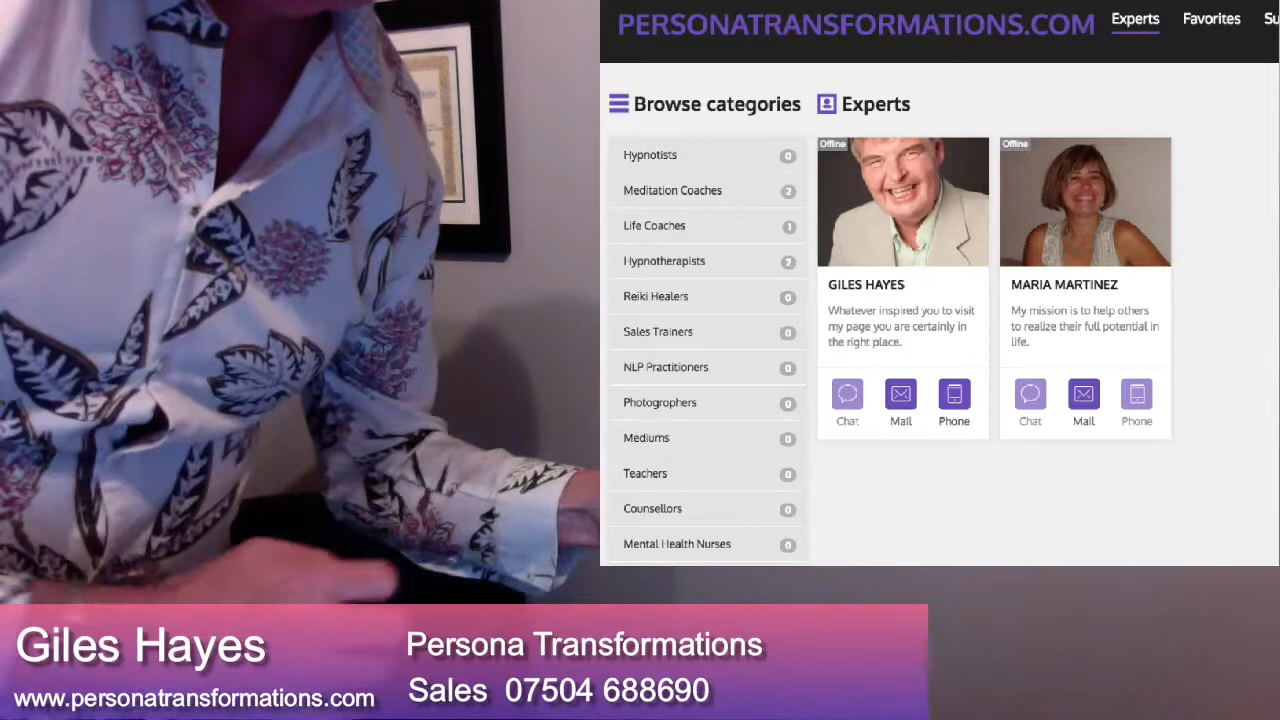 PERSONATRANSFORMATIONS.COM
Experts
Favorites
Su
Browse categories
Experts
Hypnotists 0
Meditation Coaches 2
Life Coaches 1
Hypnotherapists 2
Reiki Healers 0
Sales Trainers 0
NLP Practitioners 0
Photogrophers 0
Mediums 0
Teachers 0
Counsellors 0
Mental Health Nurses 0
Offline
GILES HAYES
Whatever inspired you to visit
my page you are certainly in
the right place.
Chat Mail Phone
Offline
MARIA MARTINEZ
My mission is to help others
to realize their full potential in
life.
Chat Mail Phone
Giles Hayes
www.personatransformations.com
Persona Transformations
Sales 07504 688690